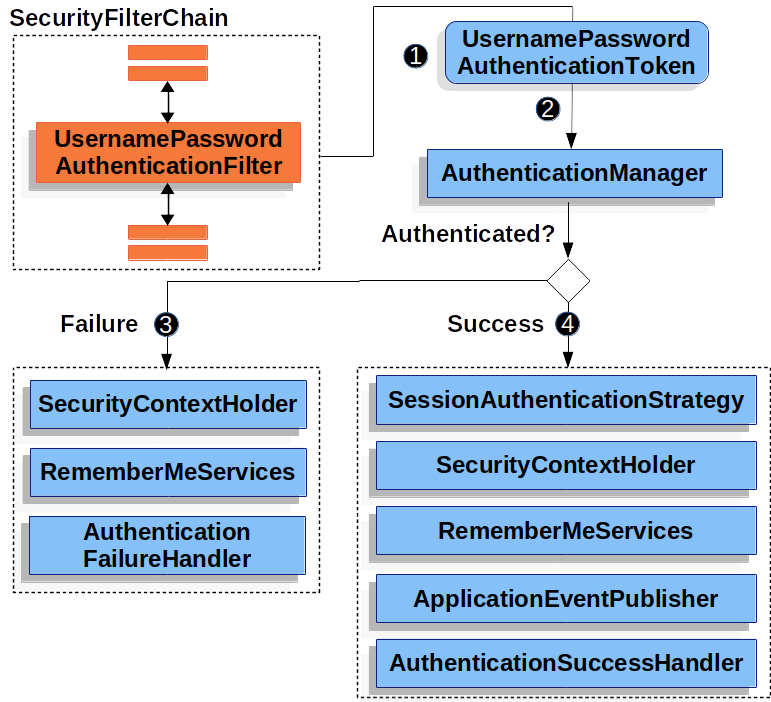 SecurityFilterChain
UsernamePassword
AuthenticationFilter
1
UsernamePassword
AuthenticationToken
2
AuthenticationManager
Authenticated?
Failure 3
Success 4
SecurityContextHolder
RememberMeServices
Authentication
FailureHandler
SessionAuthenticationStrategy
SecurityContextHolder
RememberMeServices
ApplicationEventPublisher
AuthenticationSuccessHandler